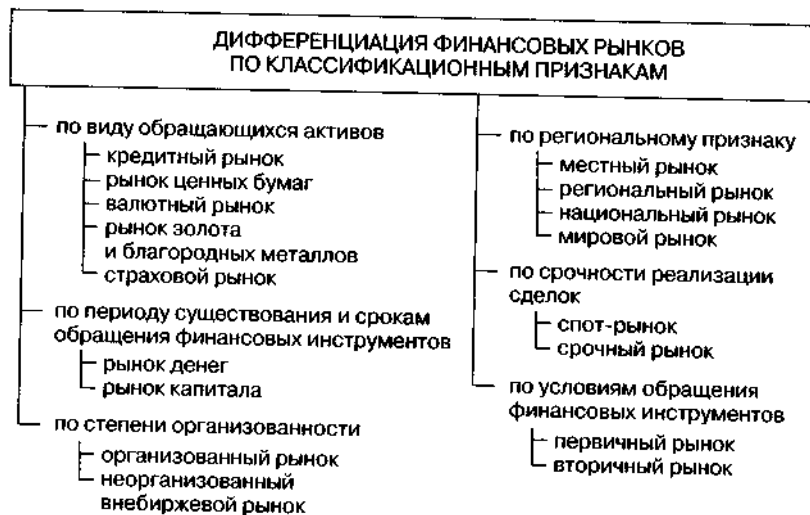 ДИФФЕРЕНЦИАЦИЯ ФИНАНСОВЫХ РЫНКОВ
ПО КЛАССИФИКАЦИОННЫМ ПРИЗНАКАМ
по виду обращающихся активов
кредитный рынок
рынок ценных бумаг
валютный рынок
рынок золота
и благородных металлов
страховой рынок
по периоду существования и срокам
обращения финансовых инструментов
рынок денег
рынок капитала
по степени организованности
организованный рынок
неорганизованный
внебиржевой рынок
по региональному признаку
местный рынок
региональный рынок
национальный рынок
мировой рынок
по срочности реализации
сделок
спот-рынок
срочный рынок
по условиям обращения
финансовых инструментов
первичный рынок
вторичный рынок